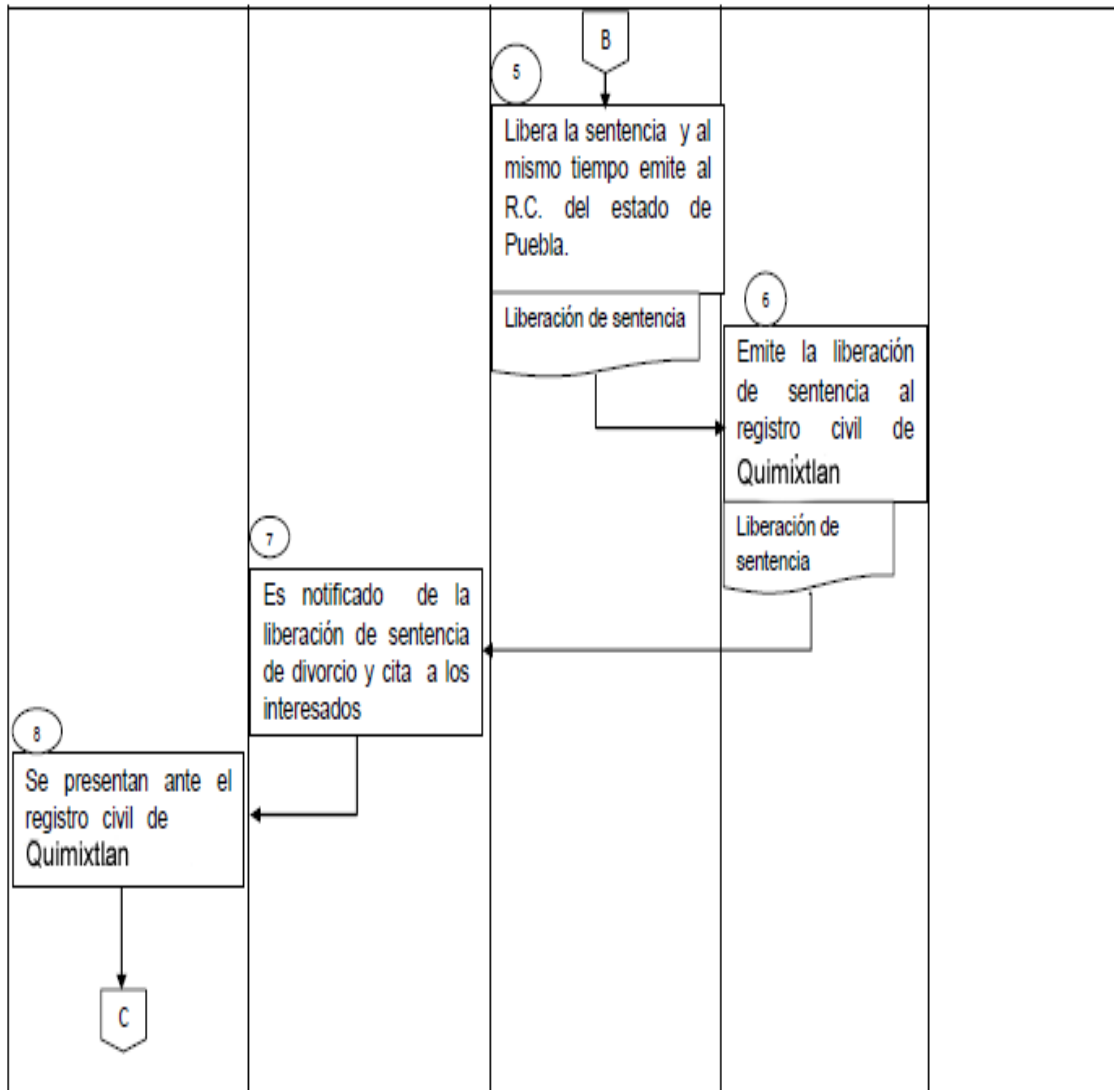 B
5
Libera la sentencia y al
mismo tiempo emite al
R.C. del estado de
Puebla.
Liberación de sentencia
6
Emite la liberación
de sentencia al
registro civil de
Quimixtlan
Liberación de
sentencia
7
Es notificado de la
liberación de sentencia
de divorcio y cita a los
interesados
8
Se presentan ante el
registro civil de
Quimixtlan
C